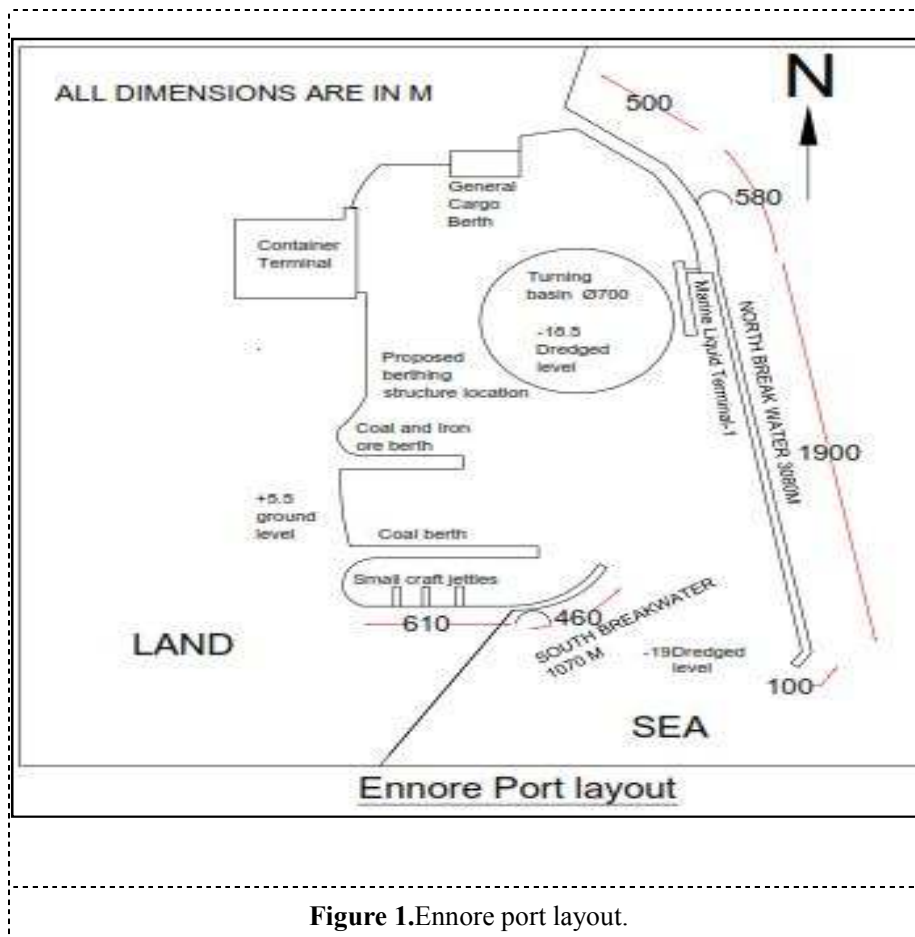 ALL DIMENSIONS ARE IN M
N
500
580
General
Cargo
Berth
Container
Terminal
Turning
basin Ø700
-18.5
Dredged
level
Marine Liquid Terminal-1
NORTH BREAK WATER 3080M
1900
Proposed
berthing
structure location
Coal and Iron
ore berth
+5.5
ground
level
Coal berth
Small craft jetties
610
460
SOUTH BREAKWATER
1070 M
-19Dredged
level
100
LAND
SEA
Ennore Port layout
Figure 1.Ennore port layout.